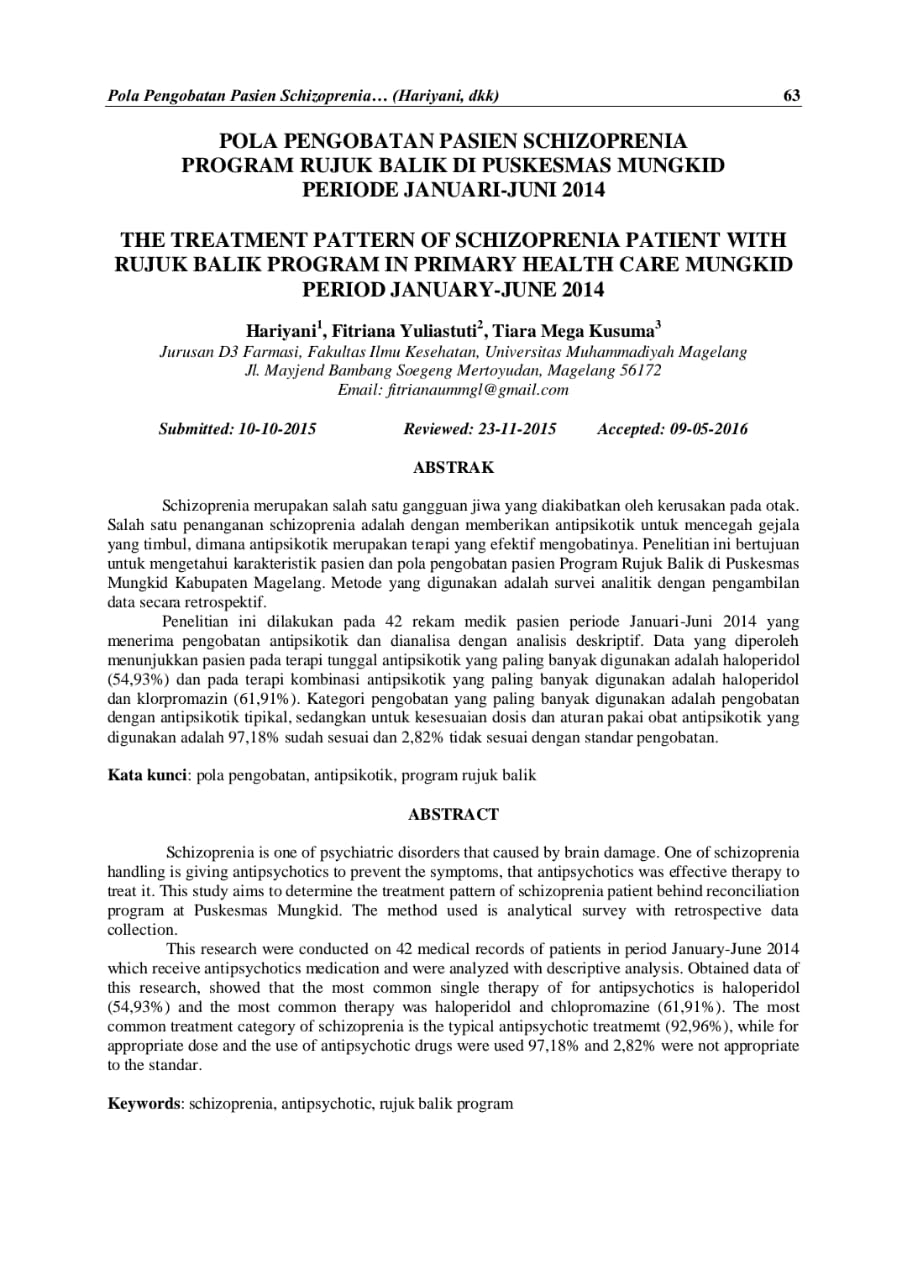 Pola Pengobatan Pasien Schizoprenia… (Hariyani, dkk) 63
POLA PENGOBATAN PASIEN SCHIZOPRENIA
PROGRAM RUJUK BALIK DI PUSKESMAS MUNGKID
PERIODE JANUARI-JUNI 2014
THE TREATMENT PATTERN OF SCHIZOPRENIA PATIENT WITH
RUJUK BALIK PROGRAM IN PRIMARY HEALTH CARE MUNGKID
PERIOD JANUARY-JUNE 2014
Hariyani1, Fitriana Yuliastuti2, Tiara Mega Kusuma3
Jurusan D3 Farmasi, Fakultas Ilmu Kesehatan, Universitas Muhammadiyah Magelang
Jl. Mayjend Bambang Soegeng Mertoyudan, Magelang 56172
Email: fitrianaummgl@gmail.com
Submitted: 10-10-2015 Reviewed: 23-11-2015 Accepted: 09-05-2016
ABSTRAK
Schizoprenia merupakan salah satu gangguan jiwa yang diakibatkan oleh kerusakan pada otak.
Salah satu penanganan schizoprenia adalah dengan memberikan antipsikotik untuk mencegah gejala
yang timbul, dimana antipsikotik merupakan terapi yang efektif mengobatinya. Penelitian ini bertujuan
untuk mengetahui karakteristik pasien dan pola pengobatan pasien Program Rujuk Balik di Puskesmas
Mungkid Kabupaten Magelang. Metode yang digunakan adalah survei analitik dengan pengambilan
data secara retrospektif.
Penelitian ini dilakukan pada 42 rekam medik pasien periode Januari-Juni 2014 yang
menerima pengobatan antipsikotik dan dianalisa dengan analisis deskriptif. Data yang diperoleh
menunjukkan pasien pada terapi tunggal antipsikotik yang paling banyak digunakan adalah haloperidol
(54,93%) dan pada terapi kombinasi antipsikotik yang paling banyak digunakan adalah haloperidol
dan klorpromazin (61,91%). Kategori pengobatan yang paling banyak digunakan adalah pengobatan
dengan antipsikotik tipikal, sedangkan untuk kesesuaian dosis dan aturan pakai obat antipsikotik yang
digunakan adalah 97,18% sudah sesuai dan 2,82% tidak sesuai dengan standar pengobatan.
Kata kunci: pola pengobatan, antipsikotik, program rujuk balik
ABSTRACT
Schizoprenia is one of psychiatric disorders that caused by brain damage. One of schizoprenia
handling is giving antipsychotics to prevent the symptoms, that antipsychotics was effective therapy to
treat it. This study aims to determine the treatment pattern of schizoprenia patient behind reconciliation
program at Puskesmas Mungkid. The method used is analytical survey with retrospective data
collection.
This research were conducted on 42 medical records of patients in period January-June 2014
which receive antipsychotics medication and were analyzed with descriptive analysis. Obtained data of
this research, showed that the most common single therapy of for antipsychotics is haloperidol
(54,93%) and the most common therapy was haloperidol and chlopromazine (61,91%). The most
common treatment category of schizoprenia is the typical antipsychotic treatmemt (92,96%), while for
appropriate dose and the use of antipsychotic drugs were used 97,18% and 2,82% were not appropriate
to the standar.
Keywords: schizoprenia, antipsychotic, rujuk balik program